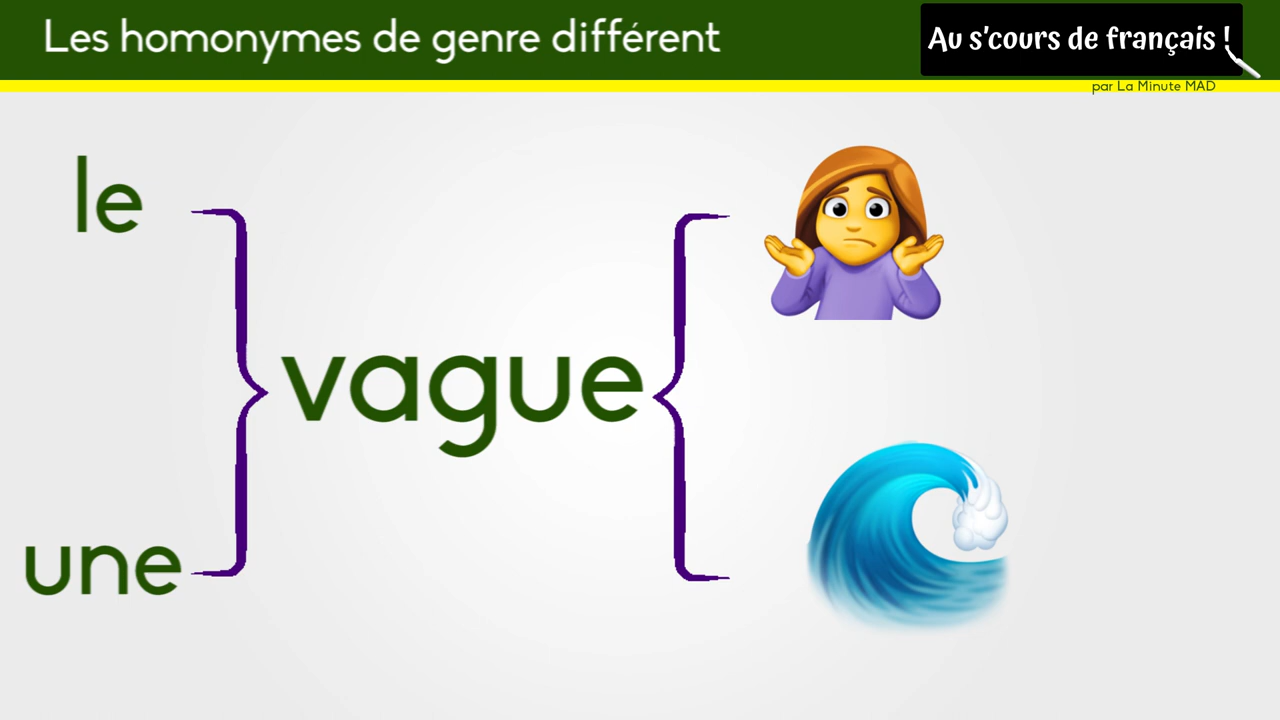 Les homonymes de genre différent
Au s'cours de français !
par La Minute MAD
le
vague
une